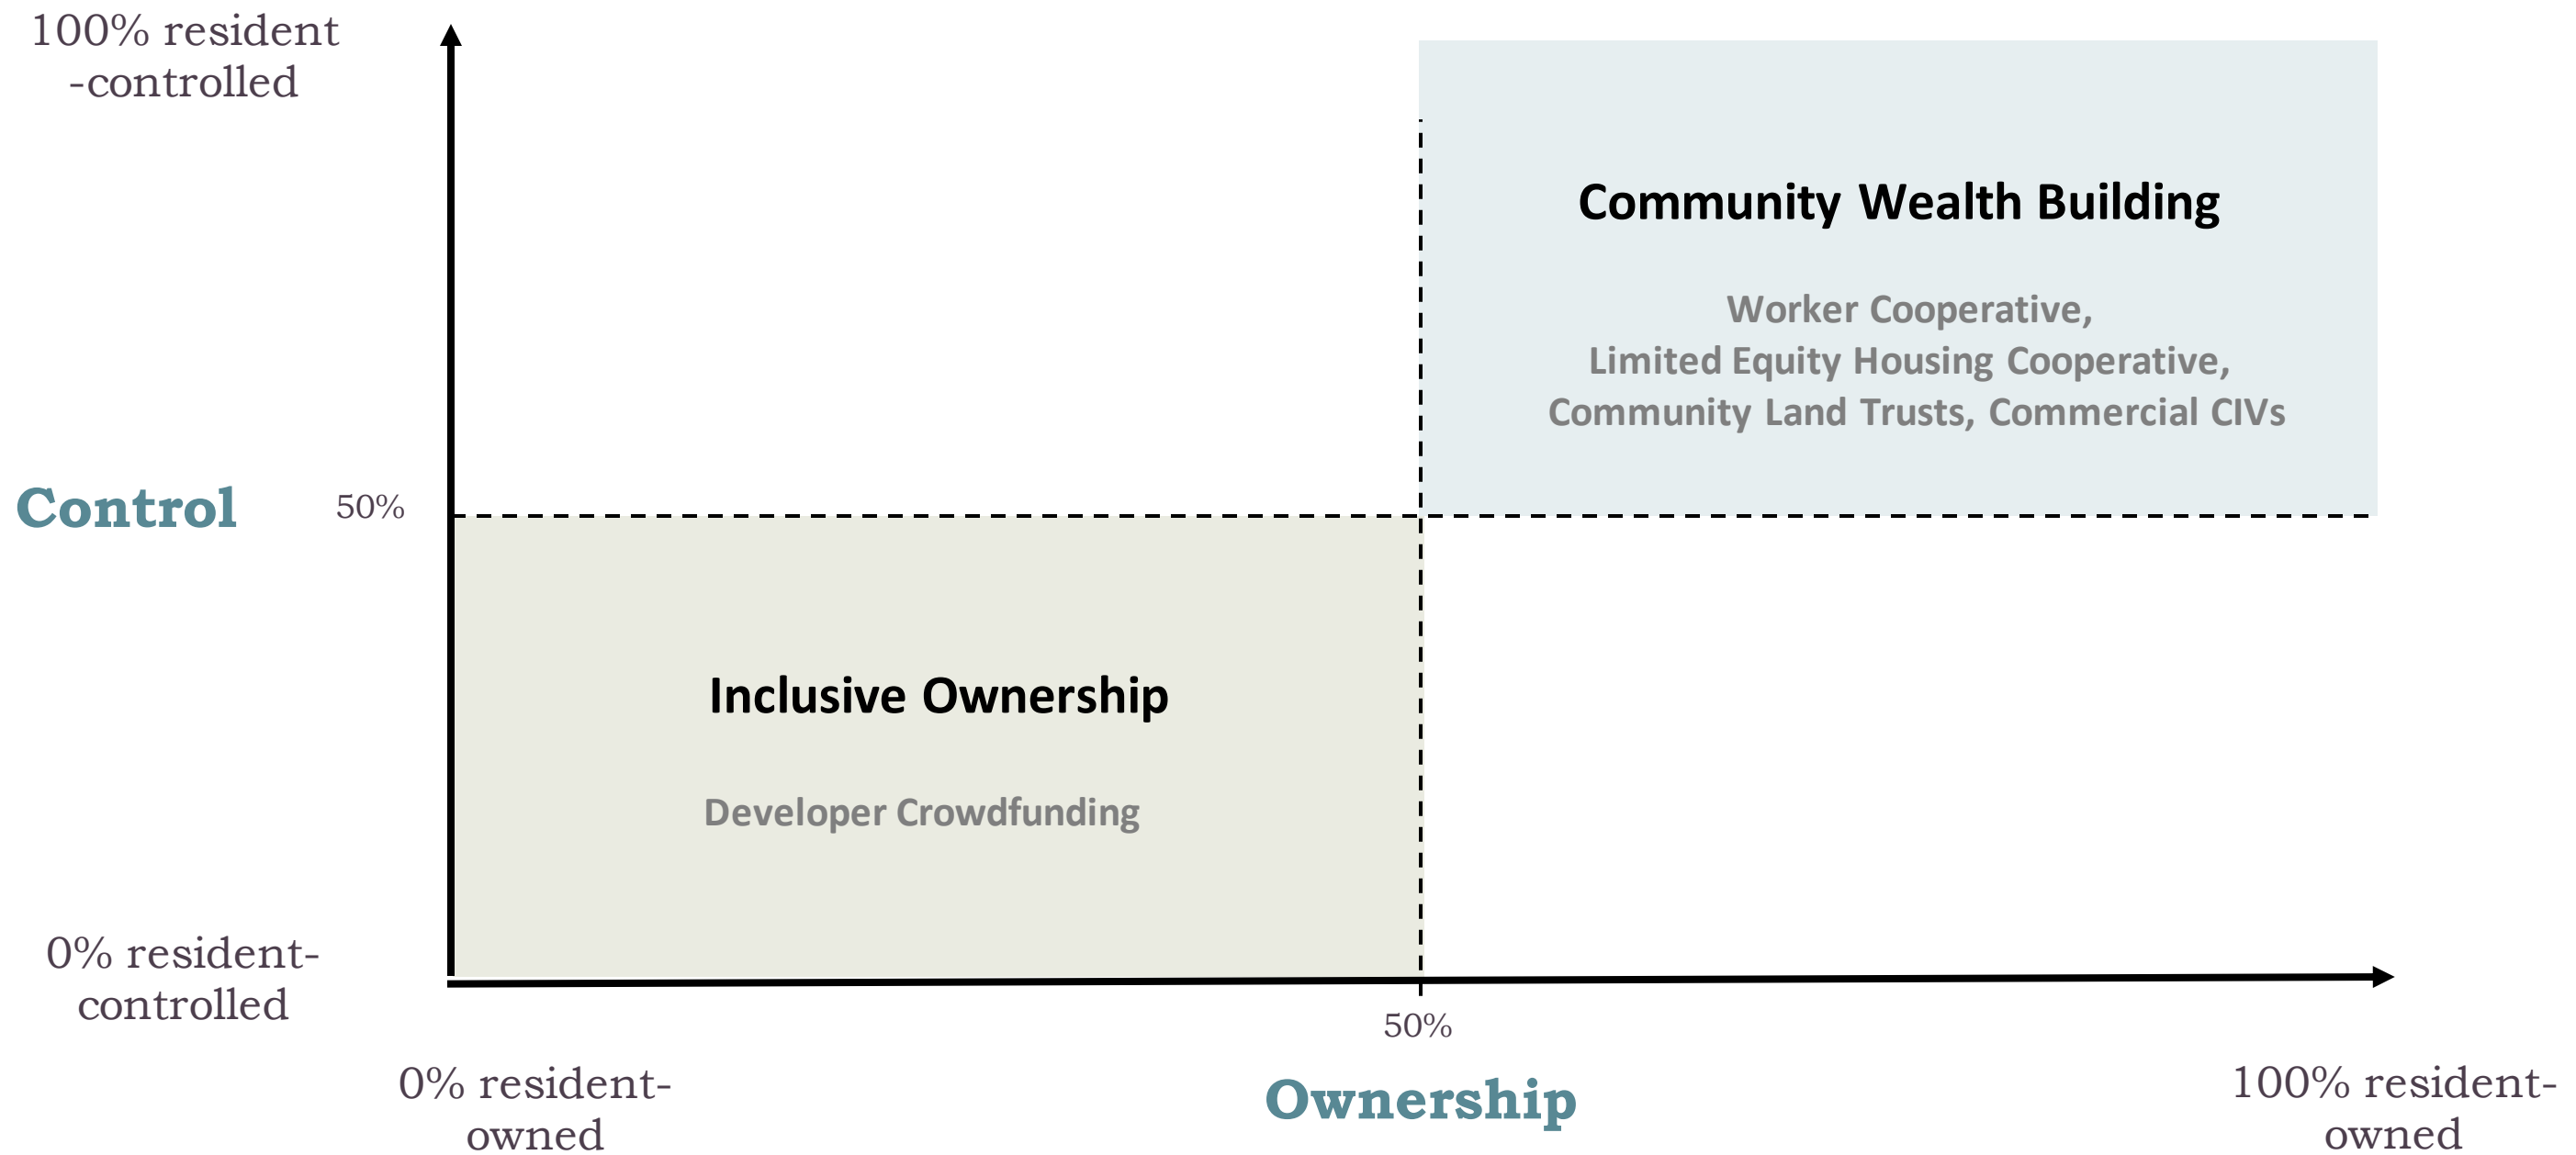 100% resident
-controlled
Community Wealth Building
Worker Cooperative,
Limited Equity Housing Cooperative,
Community Land Trusts, Commercial CIVs
Control
50%
Inclusive Ownership
Developer Crowdfunding
0% resident-
controlled
50%
0% resident-
owned
Ownership
100% resident-
owned